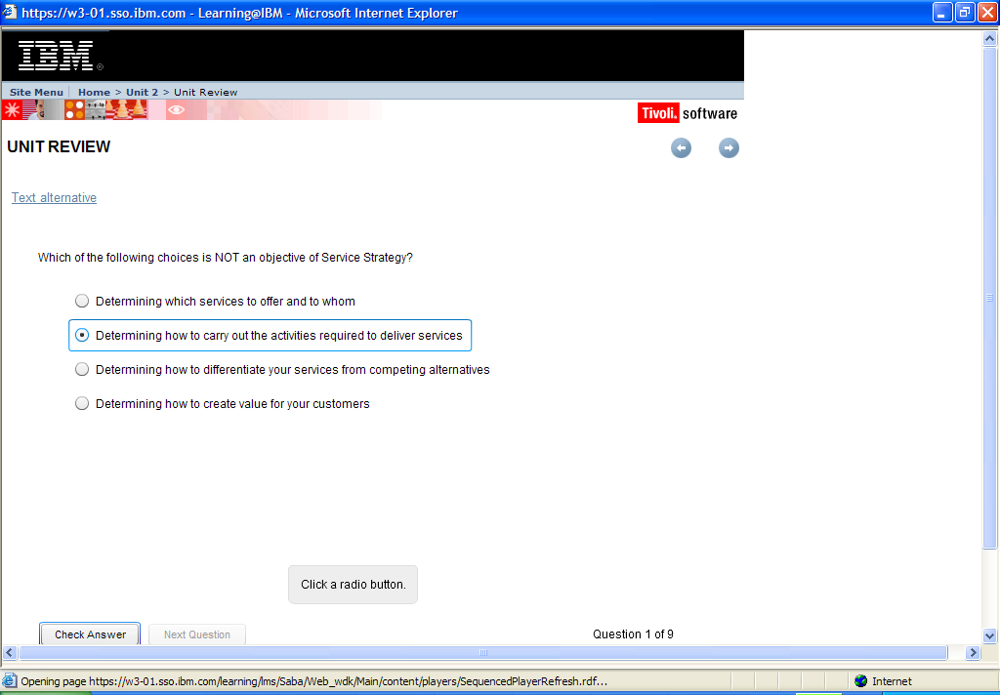 https://w3-01.sso.ibm.com - Learning@IBM - Microsoft Internet Explorer
IBM®
Site Menu Home > Unit 2 > Unit Review
Tivoli. software
UNIT REVIEW
Text alternative
Which of the following choices is NOT an objective of Service Strategy?
Determining which services to offer and to whom
Determining how to carry out the activities required to deliver services
Determining how to differentiate your services from competing alternatives
Determining how to create value for your customers
Click a radio button.
Check Answer Next Question Question 1 of 9
Opening page https://w3-01.sso.ibm.com/learning/lms/Saba/Web_wdk/Main/content/players/SequencedPlayerRefresh.rdf... Internet